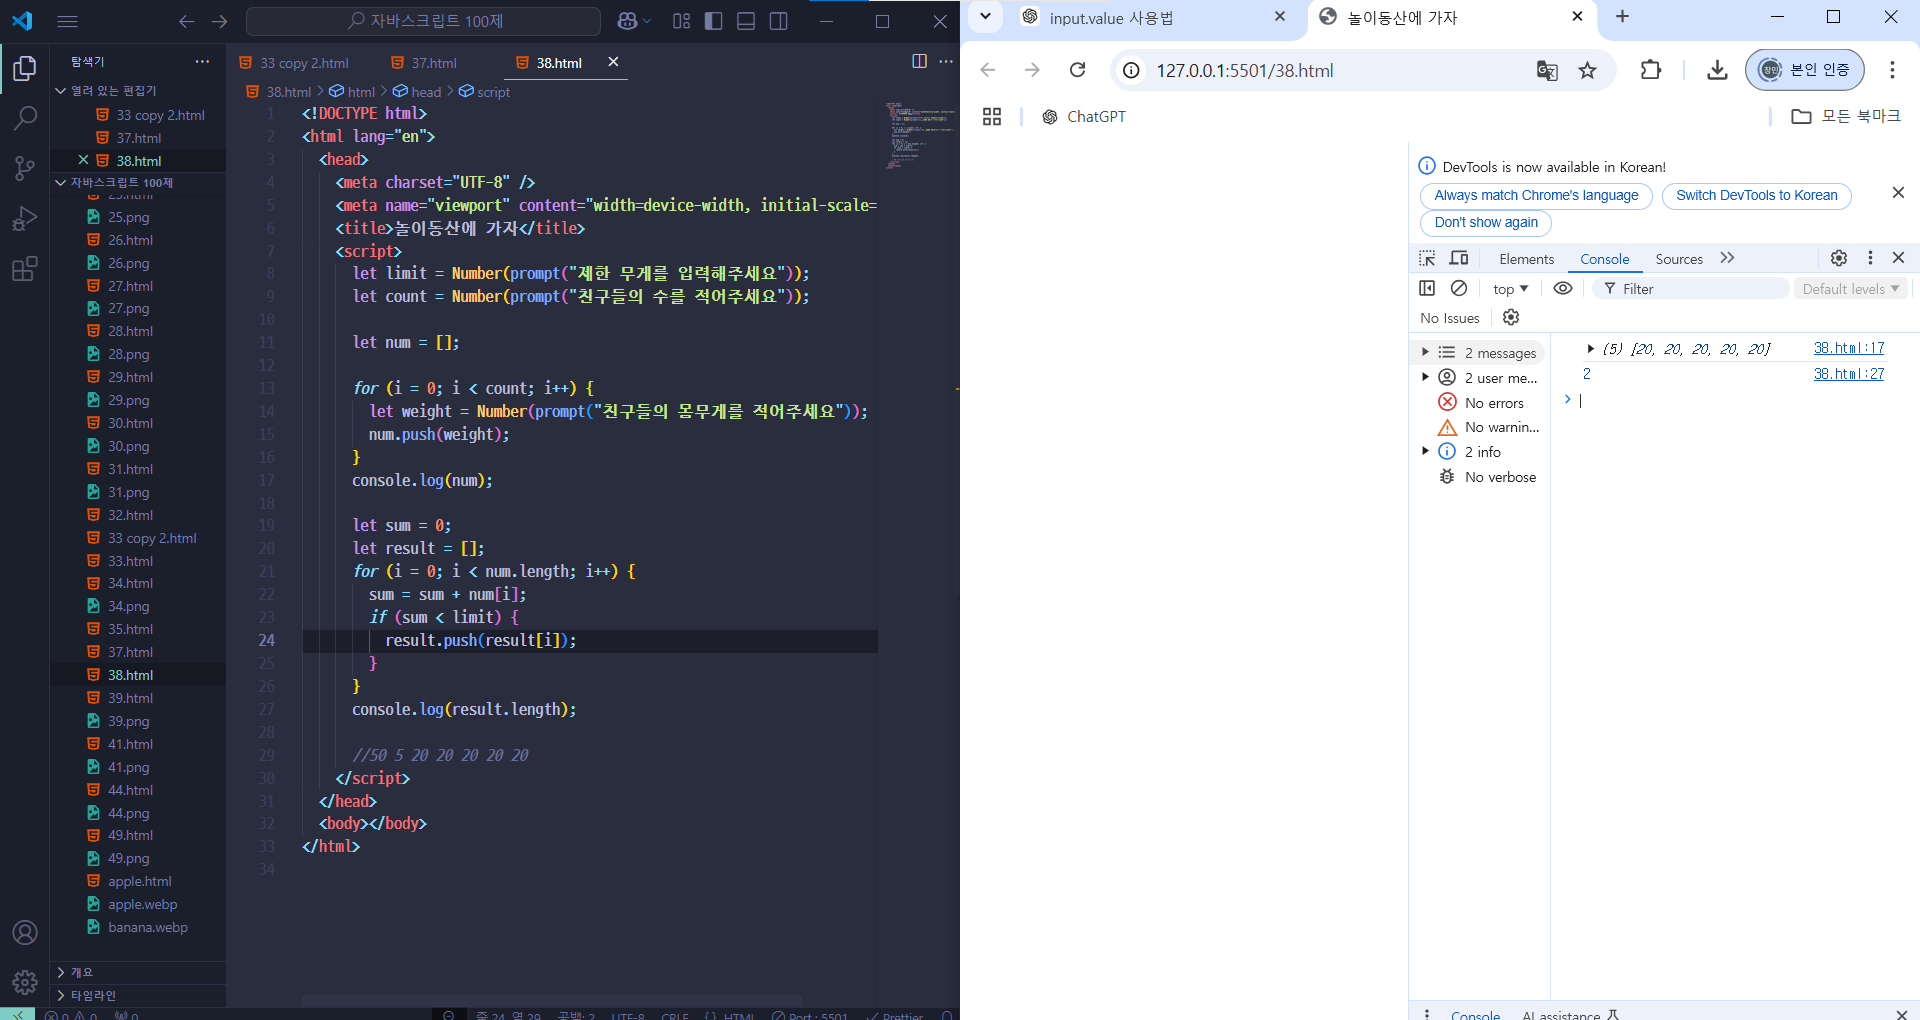 자바스크립트 100제
탐색기
열려 있는 편집기
33 copy 2.html
37.html
38.html
자바스크립트 100제
25.png
26.html
26.png
27.html
27.png
28.html
28.png
29.html
29.png
30.html
30.png
31.html
31.png
32.html
33 copy 2.html
33.html
34.html
34.png
35.html
37.html
38.html
39.html
39.png
41.html
41.png
44.html
44.png
49.html
49.png
apple.html
apple.webp
banana.webp
개요
타임라인
33 copy 2.html 37.html 38.html
38.html > html > head > script
1 <!DOCTYPE html>
2 <html lang="en">
3 <head>
4 <meta charset="UTF-8" />
5 <meta name="viewport" content="width=device-width, initial-scale=
6 <title>놀이동산에 가자</title>
7 <script>
8 let limit = Number(prompt("제한 무게를 입력해주세요"));
9 let count = Number(prompt("친구들의 수를 적어주세요"));
10
11 let num = [];
12
13 for (i = 0; i < count; i++) {
14 let weight = Number(prompt("친구들의 몸무게를 적어주세요"));
15 num.push(weight);
16 }
17 console.log(num);
18
19 let sum = 0;
20 let result = [];
21 for (i = 0; i < num.length; i++) {
22 sum = sum + num[i];
23 if (sum < limit) {
24 result.push(result[i]);
25 }
26 }
27 console.log(result.length);
28
29 //50 5 20 20 20 20 20
30 </script>
31 </head>
32 <body></body>
33 </html>
34
줄 24, 열 29 공백: 2 UTF-8 CRLF {} HTML Port : 5501 Prettier
input.value 사용법
놀이동산에 가자
127.0.0.1:5501/38.html
본인 인증
ChatGPT
모든 북마크
DevTools is now available in Korean!
Always match Chrome's language
Switch DevTools to Korean
Don't show again
Elements Console Sources
top
Filter
Default levels
No Issues
2 messages
2 user me...
No errors
No warnin...
2 info
No verbose
(5) [20, 20, 20, 20, 20] 38.html:17
2 38.html:27
Console AI assistance